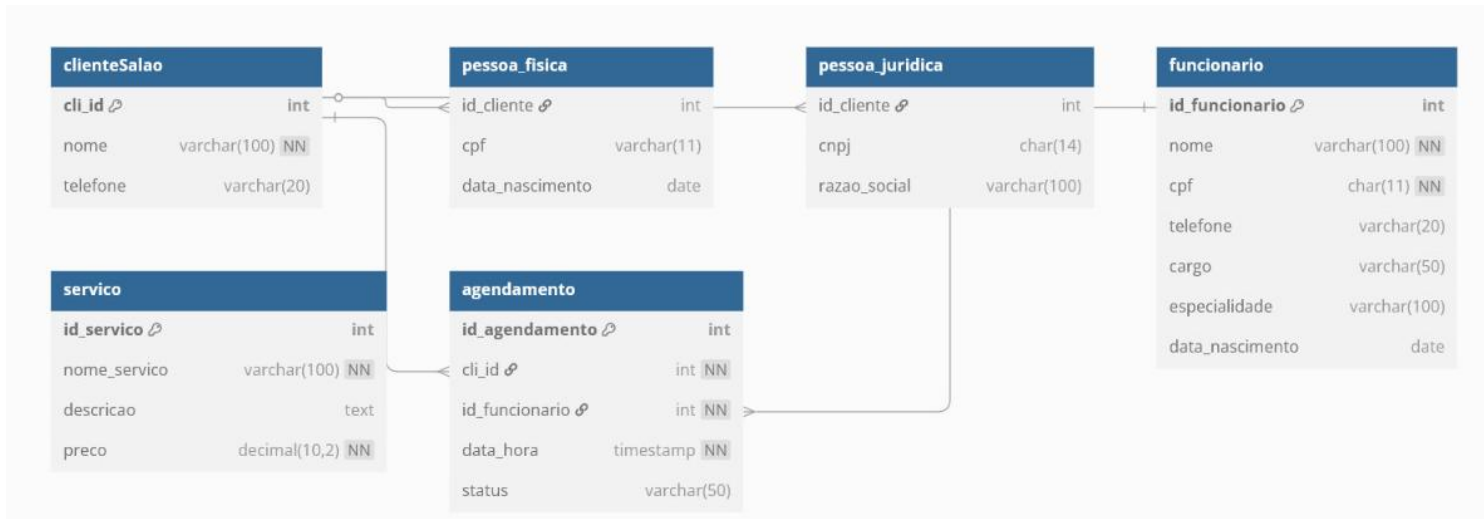 clienteSalao
cli_id int
nome varchar(100) NN
telefone varchar(20)
pessoa_fisica
id_cliente int
cpf varchar(11)
data_nascimento date
pessoa_juridica
id_cliente int
cnpj char(14)
razao_social varchar(100)
funcionario
id_funcionario int
nome varchar(100) NN
cpf char(11) NN
telefone varchar(20)
cargo varchar(50)
especialidade varchar(100)
data_nascimento date
servico
id_servico int
nome_servico varchar(100) NN
descricao text
preco decimal(10,2) NN
agendamento
id_agendamento int
cli_id int NN
id_funcionario int NN
data_hora timestamp NN
status varchar(50)